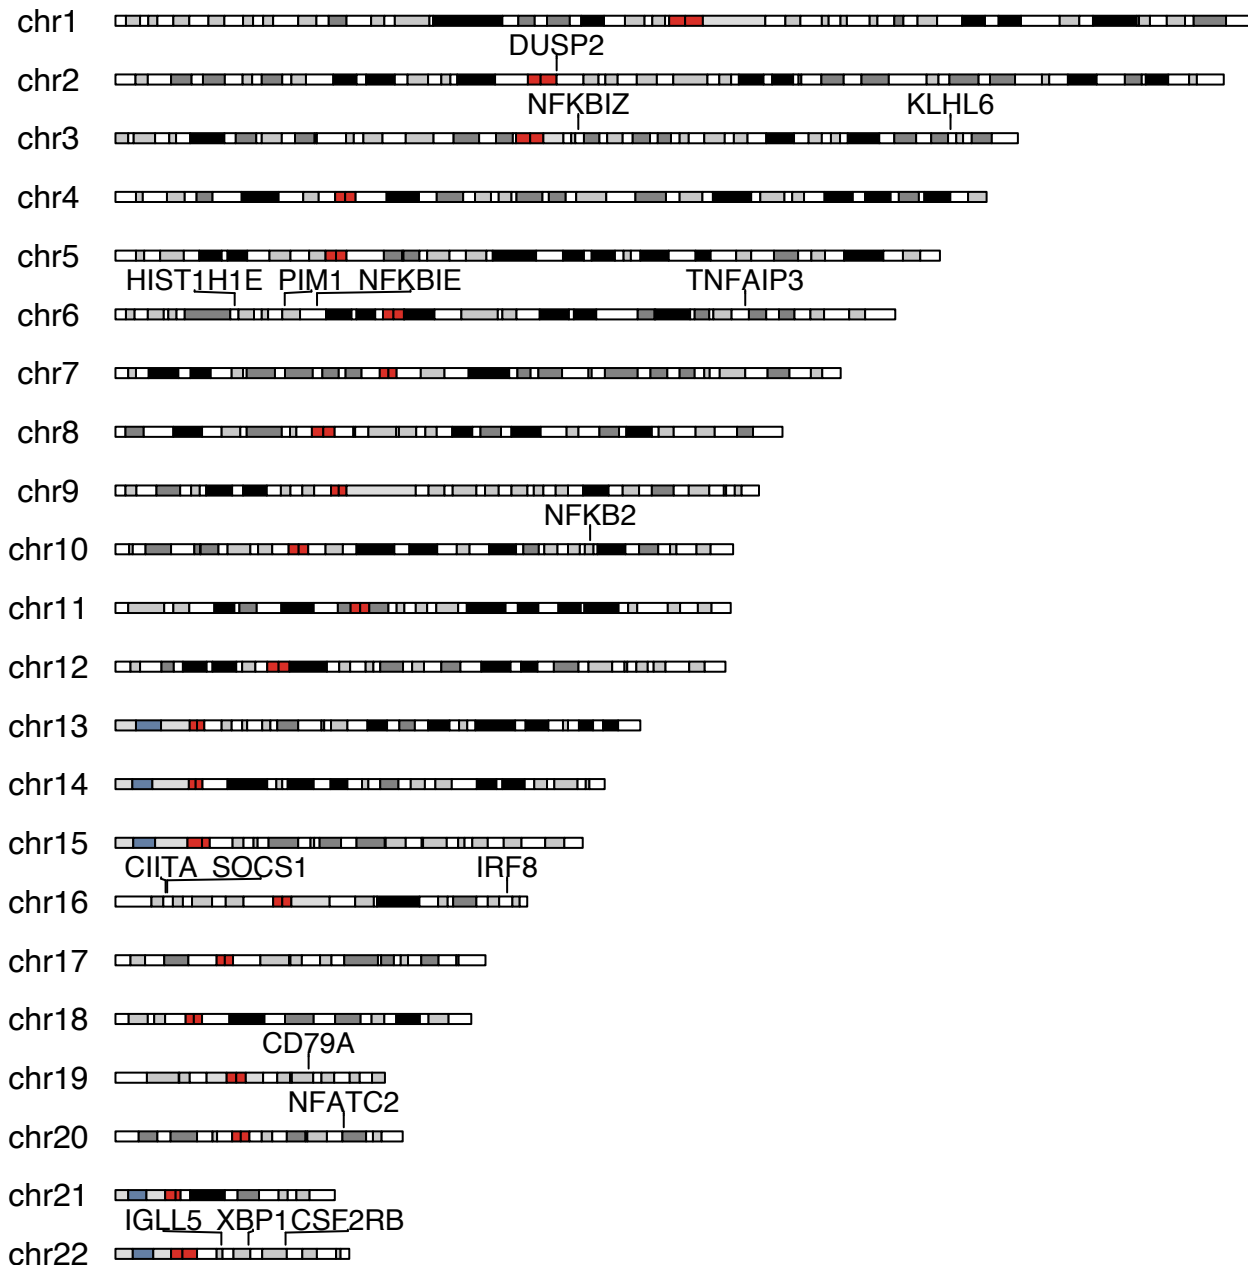 chr1
DUSP2
chr2
NFKBIZ KLHL6
chr3
chr4
chr5
HIST1H1E PIM1 NFKBIE TNFAIP3
chr6
chr7
chr8
chr9
NFKB2
chr10
chr11
chr12
chr13
chr14
chr15
CIITA SOCS1 IRF8
chr16
chr17
chr18
CD79A
chr19
NFATC2
chr20
chr21
IGLL5 XBP1 CSF2RB
chr22